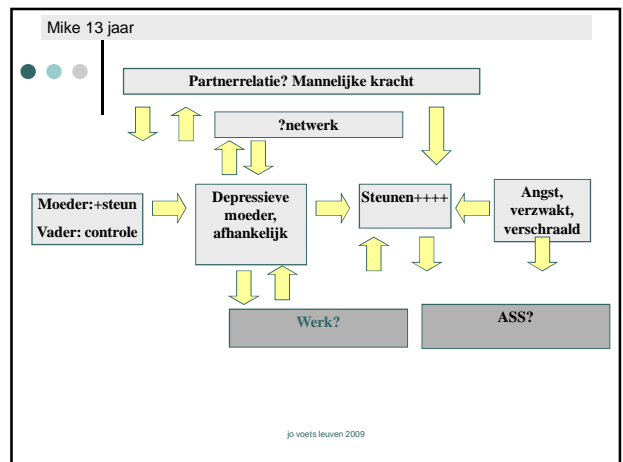 Mike 13 jaar
Partnerrelatie? Mannelijke kracht
?netwerk
Moeder:+steun
Vader: controle
Depressieve
moeder,
afhankelijk
Steunen++++
Angst,
verzwakt,
verschraald
Werk?
ASS?
jo voets leuven 2009